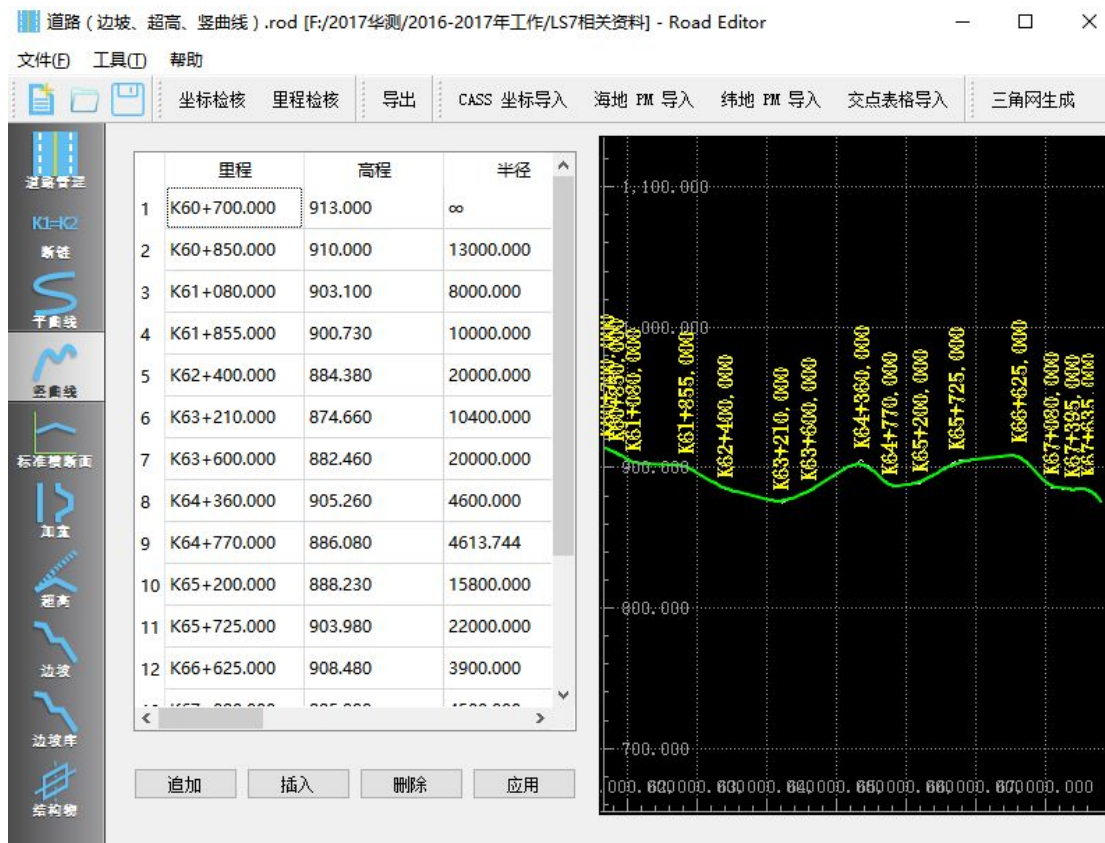 道路（边坡、超高、竖曲线）.rod [F:/2017华测/2016-2017年工作/LS7相关资料] - Road Editor
文件(F) 工具(T) 帮助
坐标检核 里程检核 导出 CASS 坐标导入 海地 PM 导入 纬地 PM 导入 交点表格导入 三角网生成
道路管理
K1=K2
断链
平曲线
竖曲线
标准横断面
加宽
超高
边坡
边坡库
结构物
里程 高程 半径
1 K60+700.000 913.000 ∞
2 K60+850.000 910.000 13000.000
3 K61+080.000 903.100 8000.000
4 K61+855.000 900.730 10000.000
5 K62+400.000 884.380 20000.000
6 K63+210.000 874.660 10400.000
7 K63+600.000 882.460 20000.000
8 K64+360.000 905.260 4600.000
9 K64+770.000 886.080 4613.744
10 K65+200.000 888.230 15800.000
11 K65+725.000 903.980 22000.000
12 K66+625.000 908.480 3900.000
追加 插入 删除 应用
1,100.000
1,000.000
900.000
800.000
700.000
K61+080,000
K61+855,000
K62+400,000
K63+210,000
K63+600,000
K64+360,000
K64+770,000
K65+200,000
K65+725,000
K66+625,000
K67+080,000
K67+395,000
K67+635,000